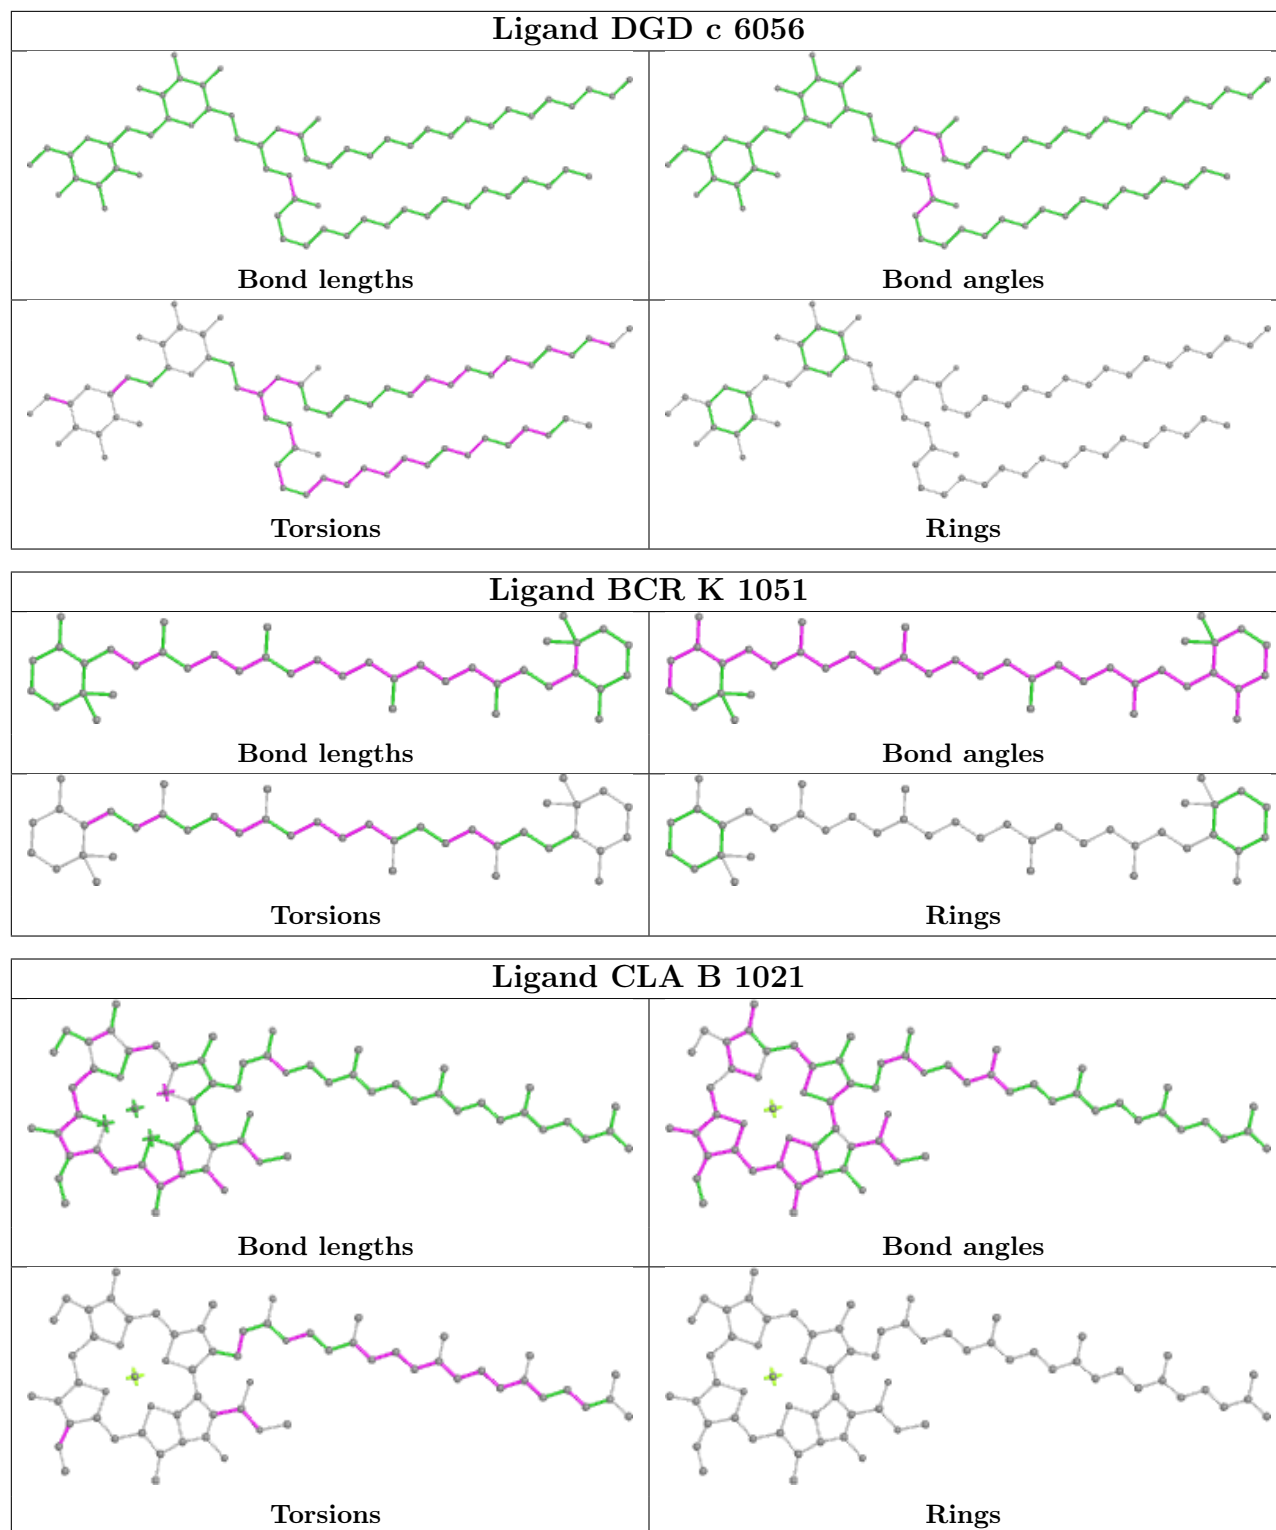 Ligand DGD c 6056
Bond lengths
Bond angles
Torsions
Rings
Ligand BCR K 1051
Bond lengths
Bond angles
Torsions
Rings
Ligand CLA B 1021
Bond lengths
Bond angles
Torsions
Rings